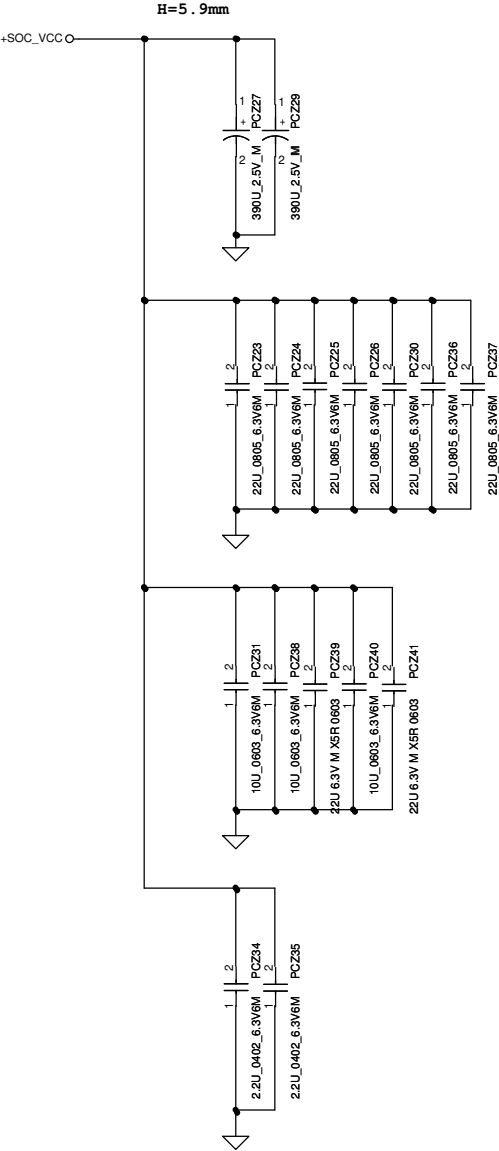 H=5.9mm
+SOC_VCC
1
+
2
PCZ27
390U_2.5V_M
1
+
2
PCZ29
390U_2.5V_M
2
1
PCZ23
22U_0805_6.3V6M
2
1
PCZ24
22U_0805_6.3V6M
2
1
PCZ25
22U_0805_6.3V6M
2
1
PCZ26
22U_0805_6.3V6M
2
1
PCZ30
22U_0805_6.3V6M
2
1
PCZ36
22U_0805_6.3V6M
2
1
PCZ37
22U_0805_6.3V6M
2
1
PCZ31
10U_0603_6.3V6M
2
1
PCZ38
10U_0603_6.3V6M
2
1
PCZ39
22U 6.3V M X5R 0603
2
1
PCZ40
10U_0603_6.3V6M
2
1
PCZ41
22U 6.3V M X5R 0603
2
1
PCZ34
2.2U_0402_6.3V6M
2
1
PCZ35
2.2U_0402_6.3V6M